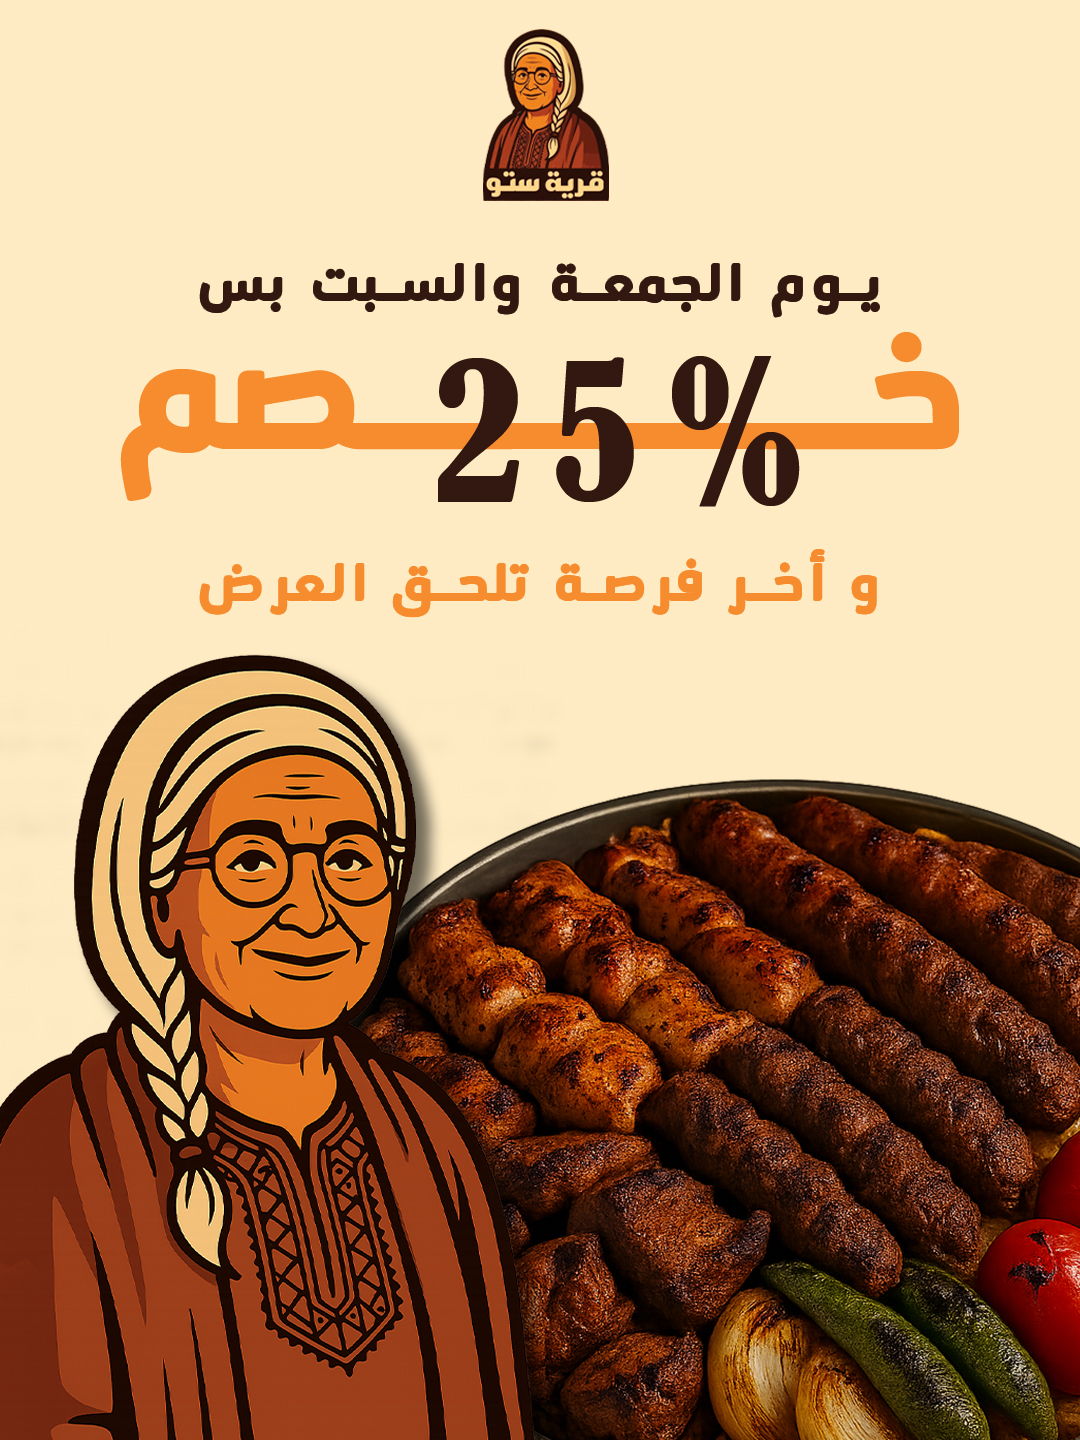 قرية ستو
يوم الجمعة والسبت بس
خصم 25%
و أخر فرصة تلحق العرض